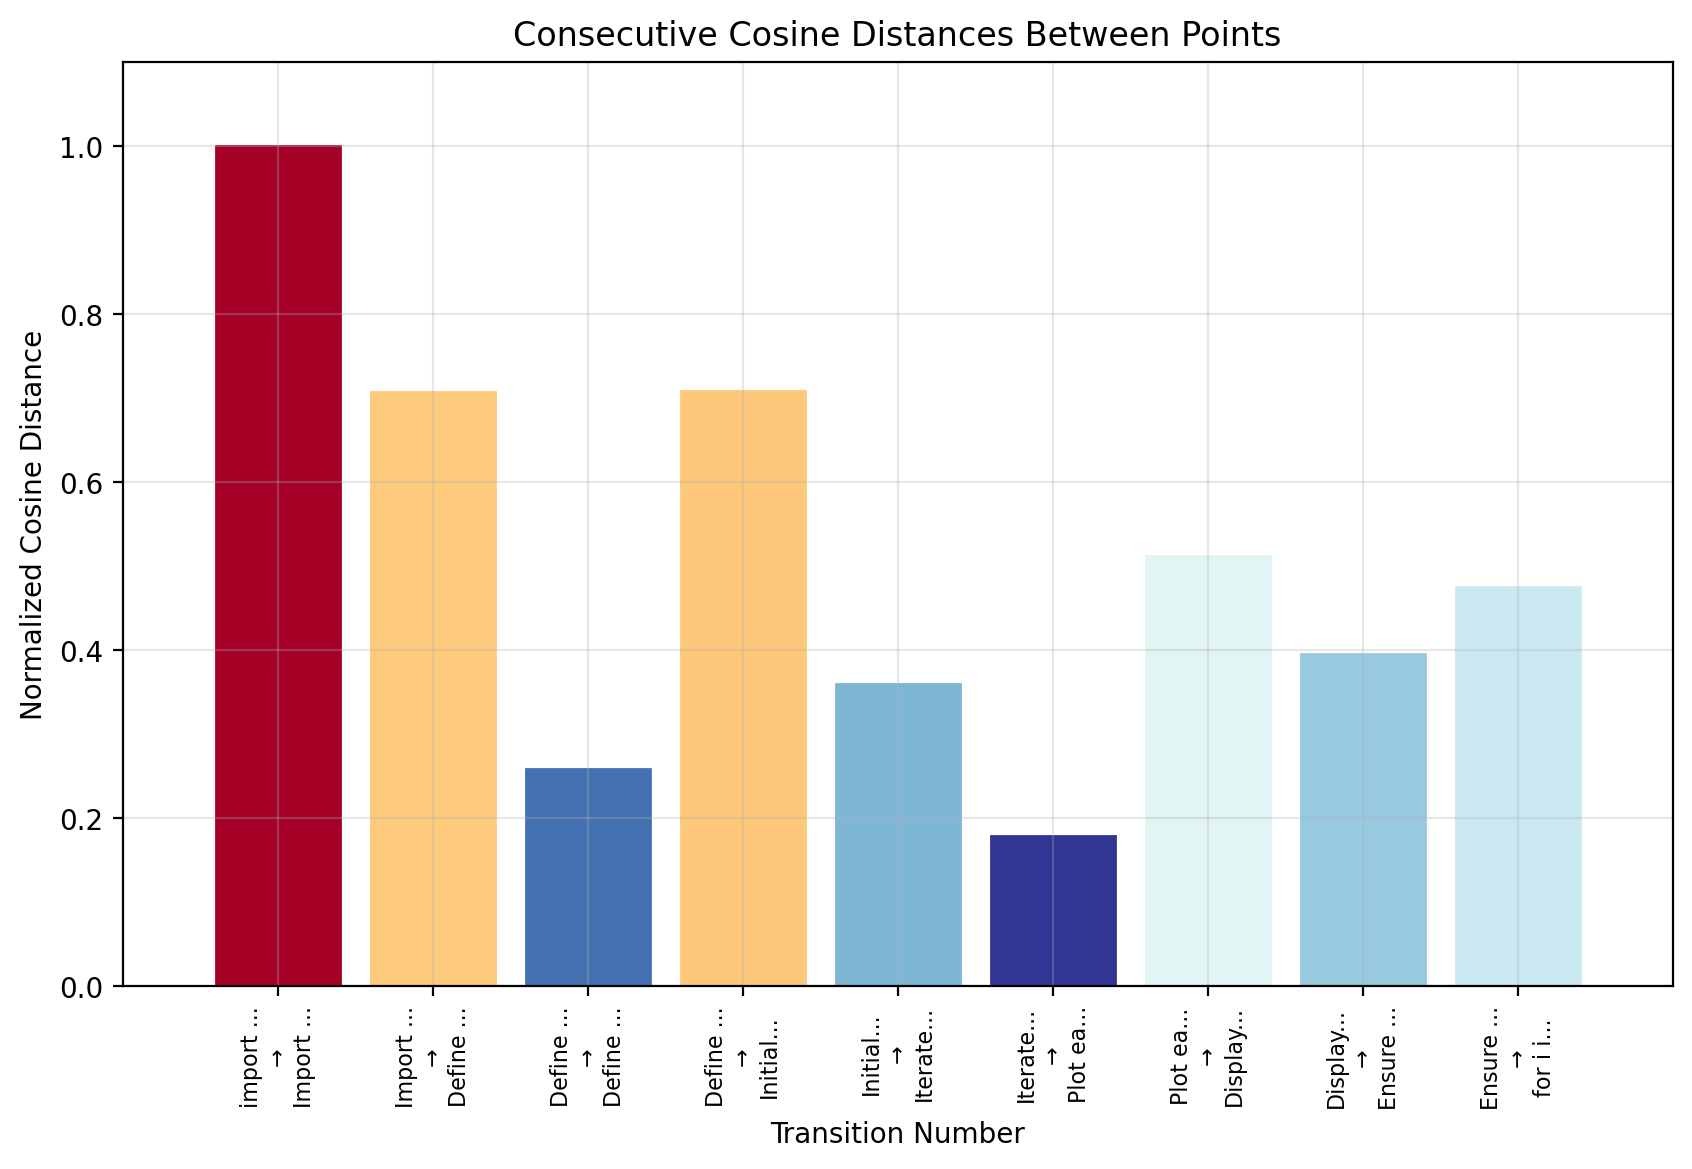 Consecutive Cosine Distances Between Points
Normalized Cosine Distance
1.0
0.8
0.6
0.4
0.2
0.0
import ...
→
Import ...
Import ...
→
Define ...
Define ...
→
Define ...
Define ...
→
Initial...
Initial...
→
Iterate...
Iterate...
→
Plot ea...
Plot ea...
→
Display...
Display...
→
Ensure ...
Ensure ...
→
for i i...
Transition Number